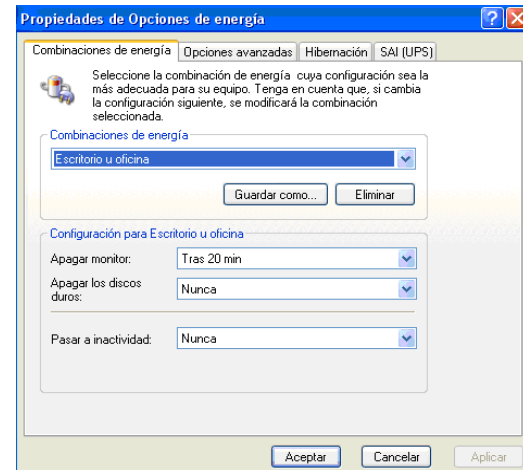 Propiedades de Opciones de energía
Combinaciones de energía Opciones avanzadas Hibernación SAI (UPS)
Seleccione la combinación de energía cuya configuración sea la
más adecuada para su equipo. Tenga en cuenta que, si cambia
la configuración siguiente, se modificará la combinación
seleccionada.
Combinaciones de energía
Escritorio u oficina
Guardar como... Eliminar
Configuración para Escritorio u oficina
Apagar monitor: Tras 20 min
Apagar los discos
duros: Nunca
Pasar a inactividad: Nunca
Aceptar Cancelar Aplicar